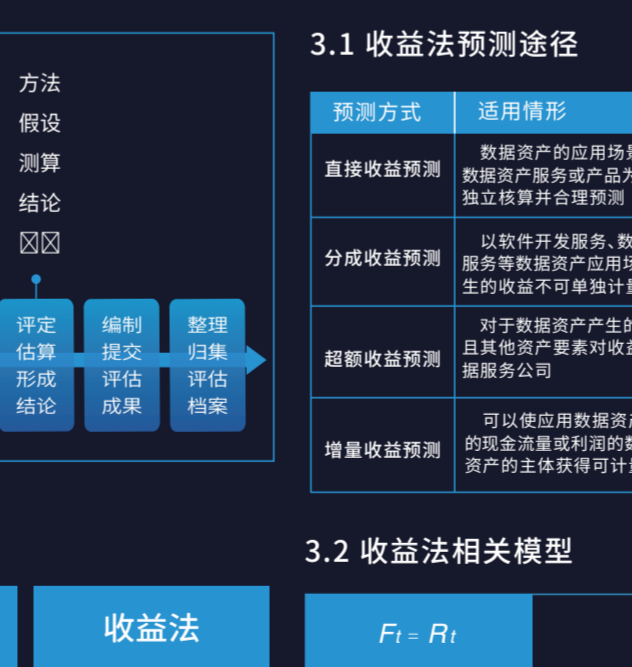 方法
假设
测算
结论
评定
估算
形成
结论
编制
提交
评估
成果
整理
归集
评估
档案
3.1 收益法预测途径
预测方式
适用情形
直接收益预测
数据资产的应用场
数据资产服务或产品
独立核算并合理预测
分成收益预测
以软件开发服务、数
服务等数据资产应用
生的收益不可单独计
超额收益预测
对于数据资产产生的
且其他资产要素对收
据服务公司
增量收益预测
可以使应用数据资
的现金流量或利润的
资产的主体获得可计
收益法
3.2 收益法相关模型
Ft = Rt